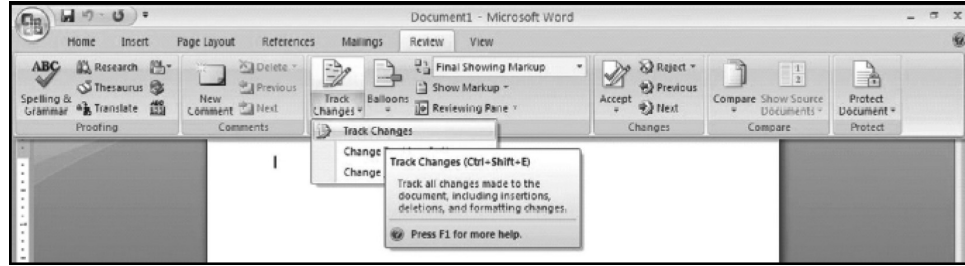 Document1 - Microsoft Word
Home Insert Page Layout References Mailings Review View
ABC Research Delete Final Showing Markup Reject
Thesaurus Previous Show Markup Previous
Spelling & Grammar Translate New Comment Next Track Changes Balloons Reviewing Pane Accept Next Compare Show Source Documents Protect Document
Proofing Comments Changes Compare Protect
Track Changes
Change
Change
Track Changes (Ctrl+Shift+E)
Track all changes made to the
document, including insertions,
deletions, and formatting changes.
Press F1 for more help.